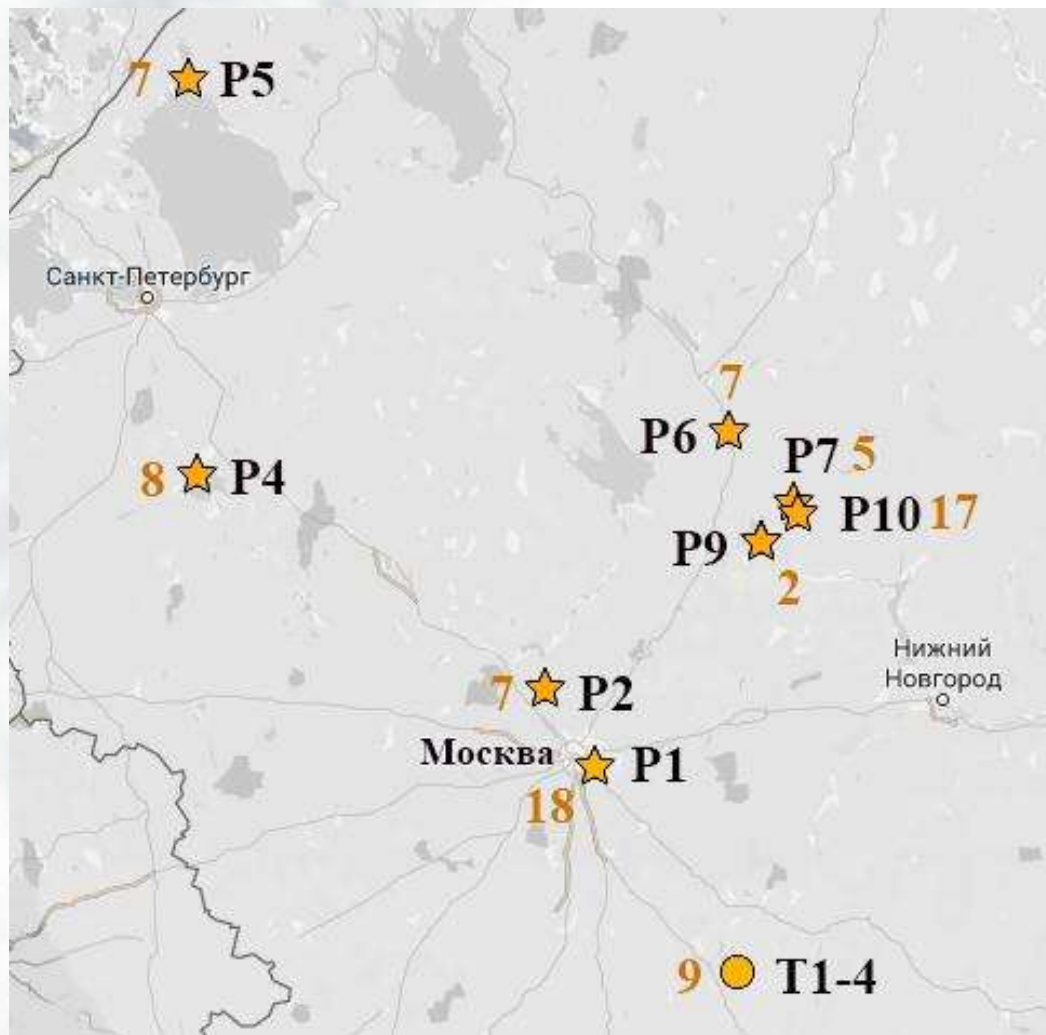 7 P5
Санкт-Петербург
7
P6
P7 5
8 P4
P10 17
P9
2
Нижний
Новгород
7 P2
Москва
P1
18
9 T1-4